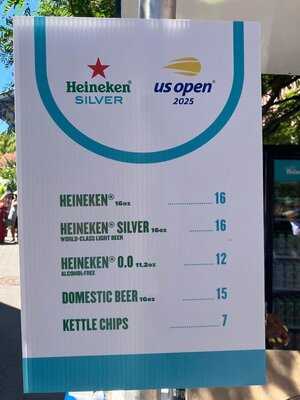 Heineken®
SILVER
us open®
2025
HEINEKEN® 16oz ........ 16
HEINEKEN® SILVER 16oz ........ 16
WORLD-CLASS LIGHT BEER
HEINEKEN® 0.0 11.2oz ........ 12
ALCOHOL-FREE
DOMESTIC BEER 16oz ........ 15
KETTLE CHIPS ........ 7